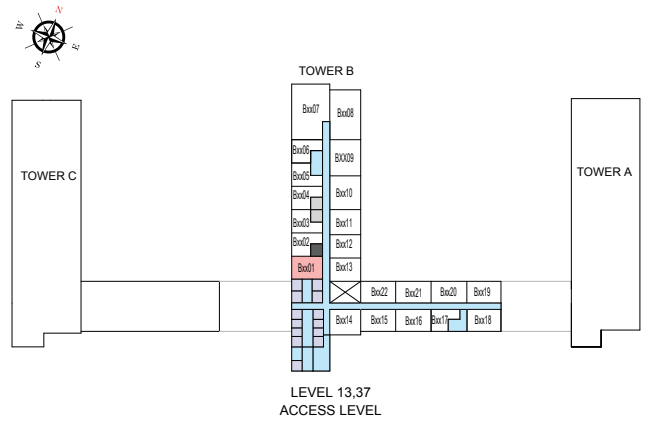 N
W
E
S
TOWER B
Bxx07
Bxx08
Bxx06
BXX09
Bxx05
TOWER C
TOWER A
Bxx04
Bxx10
Bxx03
Bxx11
Bxx02
Bxx12
Bxx01
Bxx13
Bxx22
Bxx21
Bxx20
Bxx19
Bxx14
Bxx15
Bxx16
Bxx17
Bxx18
LEVEL 13,37
ACCESS LEVEL